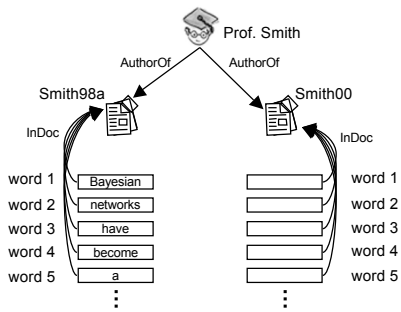 Prof. Smith
AuthorOf AuthorOf
Smith98a Smith00
InDoc InDoc
word 1 Bayesian word 1
word 2 networks word 2
word 3 have word 3
word 4 become word 4
word 5 a word 5